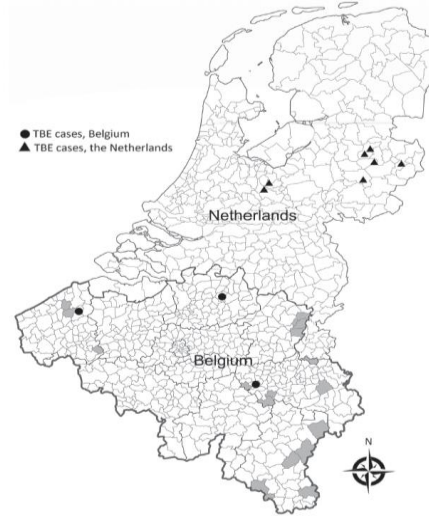 TBE cases, Belgium
TBE cases, the Netherlands
Netherlands
Belgium
N